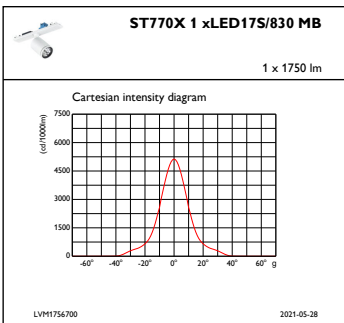 ST770X 1 xLED17S/830 MB
1 x 1750 lm
Cartesian intensity diagram
(cd/1000lm)
7500
6000
4500
3000
1500
0
-60° -40° -20° 0° 20° 40° 60° g
LVM1756700 2021-05-28